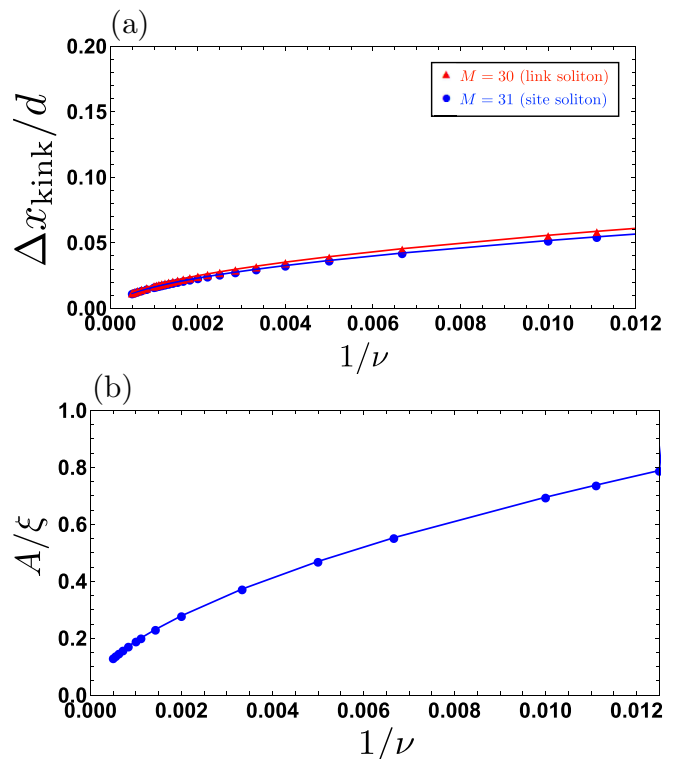 (a)
0.20
0.15
0.10
0.05
0.00
Δx_kink/d
M = 30 (link soliton)
M = 31 (site soliton)
0.000 0.002 0.004 0.006 0.008 0.010 0.012
1/ν
(b)
1.0
0.8
0.6
0.4
0.2
0.0
A/ξ
0.000 0.002 0.004 0.006 0.008 0.010 0.012
1/ν